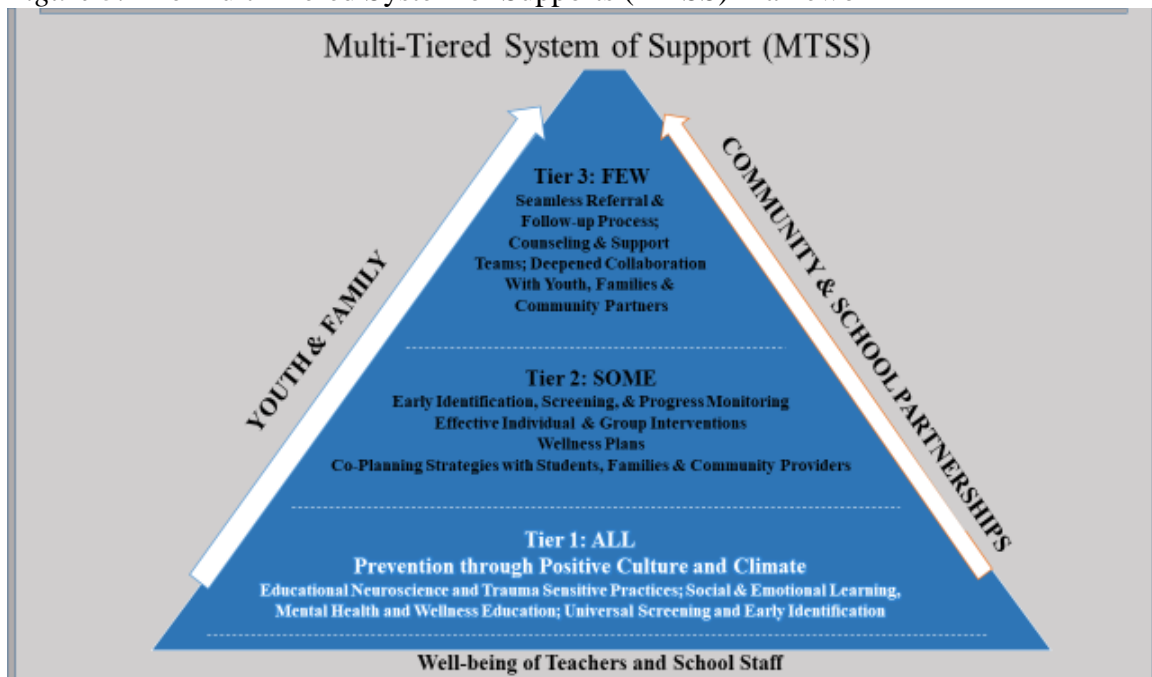 Multi-Tiered System of Support (MTSS)
Tier 3: FEW
Seamless Referral &
Follow-up Process;
Counseling & Support
Teams; Deepened Collaboration
With Youth, Families &
Community Partners
YOUTH & FAMILY
COMMUNITY & SCHOOL PARTNERSHIPS
Tier 2: SOME
Early Identification, Screening, & Progress Monitoring
Effective Individual & Group Interventions
Wellness Plans
Co-Planning Strategies with Students, Families & Community Providers
Tier 1: ALL
Prevention through Positive Culture and Climate
Educational Neuroscience and Trauma Sensitive Practices; Social & Emotional Learning,
Mental Health and Wellness Education; Universal Screening and Early Identification
Well-being of Teachers and School Staff